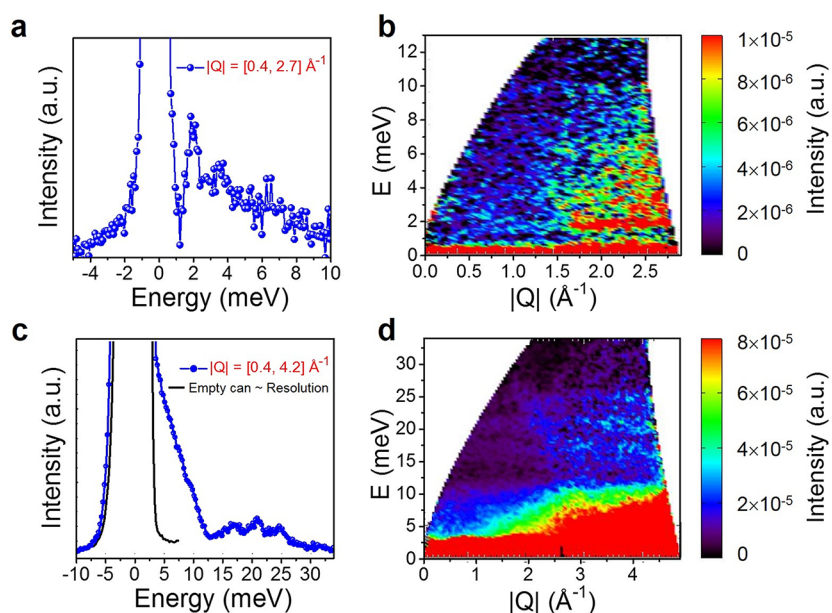 a
Intensity (a.u.)
|Q| = [0.4, 2.7] Å-1
-4 -2 0 2 4 6 8 10
Energy (meV)
b
E (meV)
12
10
8
6
4
2
0
0.0 0.5 1.0 1.5 2.0 2.5
|Q| (Å-1)
1×10-5
8×10-6
6×10-6
4×10-6
2×10-6
0
Intensity (a.u.)
c
Intensity (a.u.)
|Q| = [0.4, 4.2] Å-1
Empty can ~ Resolution
-10 -5 0 5 10 15 20 25 30
Energy (meV)
d
E (meV)
30
25
20
15
10
5
0
0 1 2 3 4
|Q| (Å-1)
8×10-5
6×10-5
4×10-5
2×10-5
0
Intensity (a.u.)